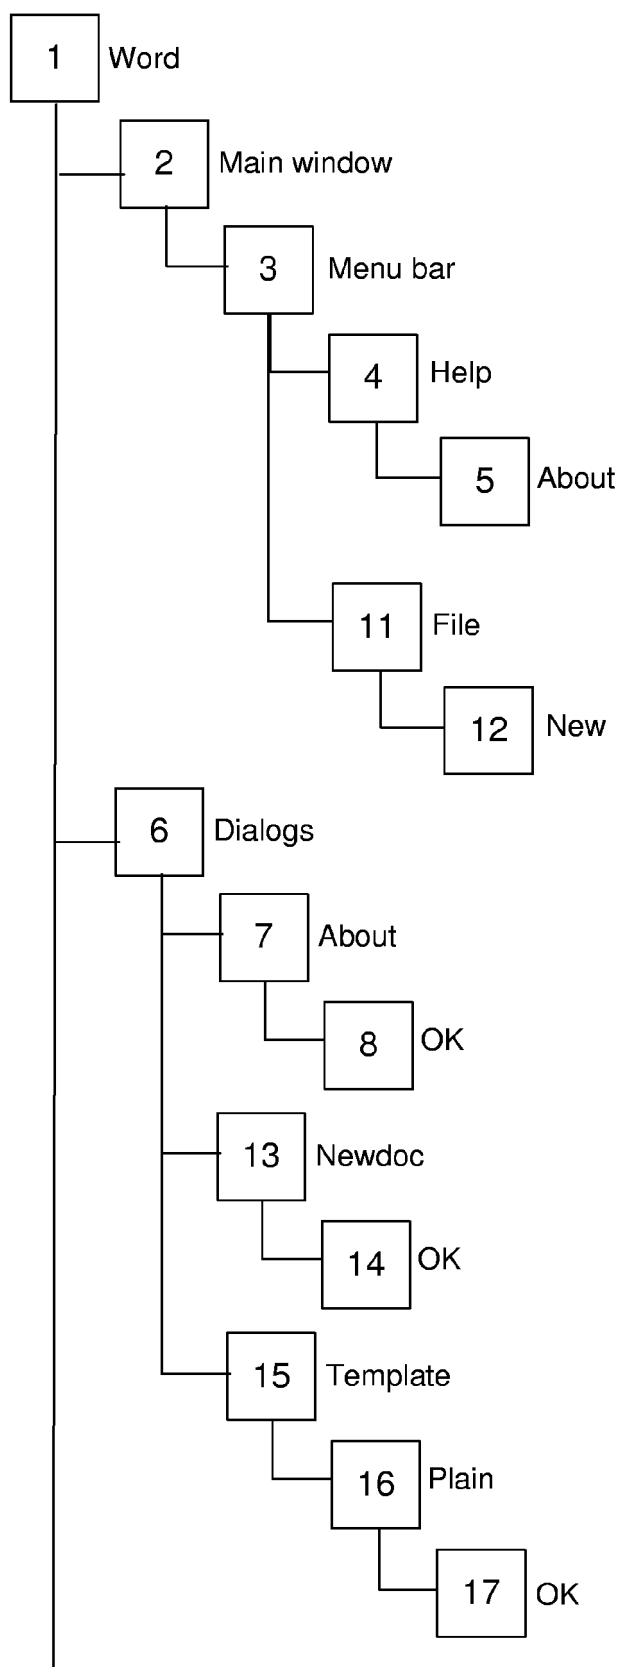 1 Word
2 Main window
3 Menu bar
4 Help
5 About
11 File
12 New
6 Dialogs
7 About
8 OK
13 Newdoc
14 OK
15 Template
16 Plain
17 OK